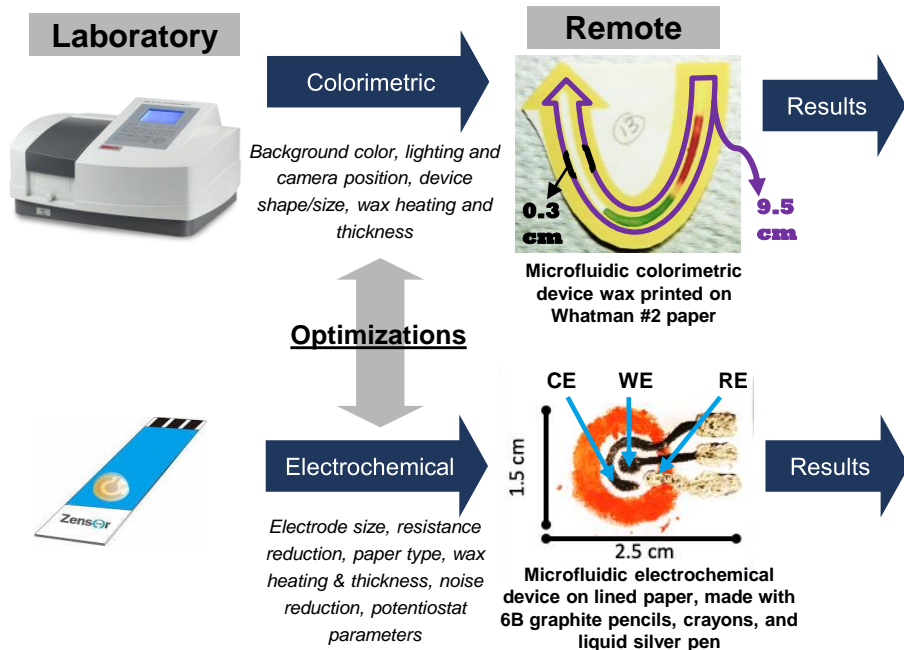 Laboratory
Remote
Colorimetric
Results
Background color, lighting and
camera position, device
shape/size, wax heating and
thickness
13
0.3
cm
9.5
cm
Microfluidic colorimetric
device wax printed on
Whatman #2 paper
Optimizations
CE
WE
RE
Zensor
Electrochemical
Results
1.5 cm
2.5 cm
Electrode size, resistance
reduction, paper type, wax
heating & thickness, noise
reduction, potentiostat
parameters
Microfluidic electrochemical
device on lined paper, made with
6B graphite pencils, crayons, and
liquid silver pen